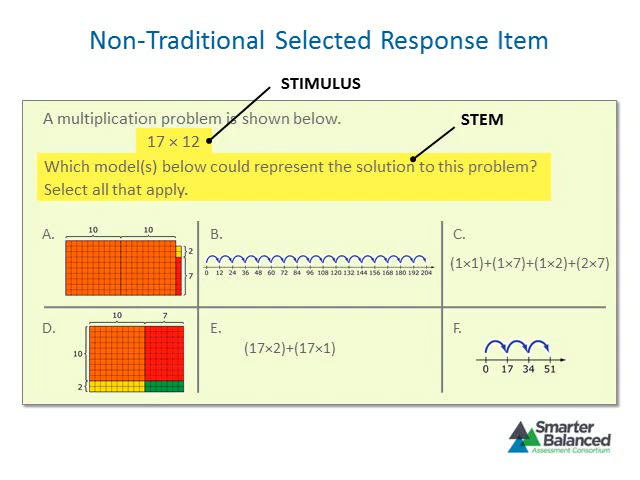 Non-Traditional Selected Response Item
STIMULUS
A multiplication problem is shown below.
STEM
17 × 12
Which model(s) below could represent the solution to this problem?
Select all that apply.
A.
10 10
2
7
B.
0 12 24 36 48 60 72 84 96 108 120 132 144 156 168 180 192 204
C.
(1×1)+(1×7)+(1×2)+(2×7)
D.
10 7
10
2
E.
(17×2)+(17×1)
F.
0 17 34 51
Smarter
Balanced
Assessment Consortium